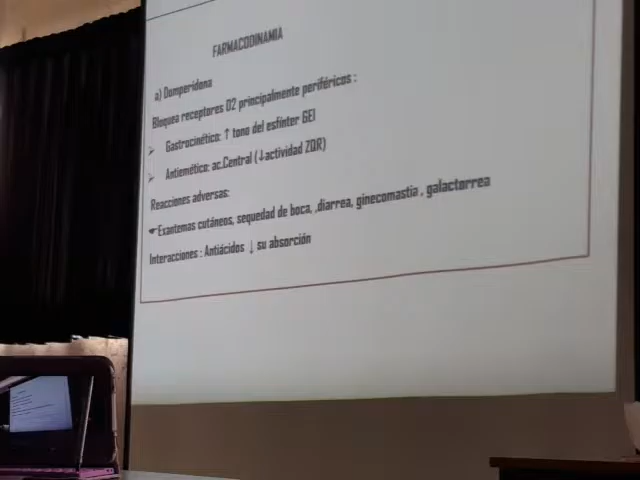 FARMACODINAMIA
a) Domperidona
Bloquea receptores D2 principalmente periféricos :
Gastrocinético: ↑ tono del esfínter GEI
Antiemético: ac.Central (↓actividad ZQR)
Reacciones adversas:
☛Exantemas cutáneos, sequedad de boca, ,diarrea, ginecomastia , galactorrea
Interacciones : Antiácidos ↓ su absorción